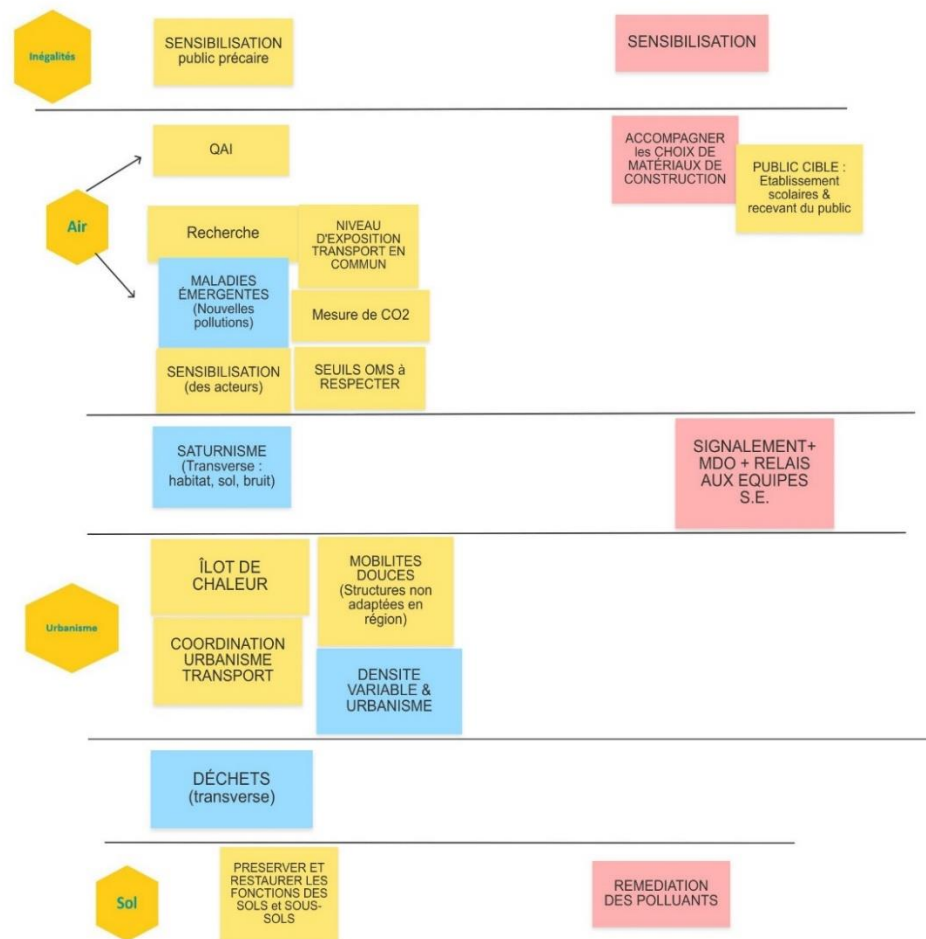 Inégalités
SENSIBILISATION
public précaire
SENSIBILISATION
QAI
ACCOMPAGNER
les CHOIX DE
MATÉRIAUX DE
CONSTRUCTION
PUBLIC CIBLE :
Etablissement
scolaires &
recevant du public
Air
Recherche
NIVEAU
D'EXPOSITION
TRANSPORT EN
COMMUN
MALADIES
ÉMERGENTES
(Nouvelles
pollutions)
Mesure de CO2
SENSIBILISATION
(des acteurs)
SEUILS OMS à
RESPECTER
SATURNISME
(Transverse :
habitat, sol, bruit)
SIGNALEMENT+
MDO + RELAIS
AUX EQUIPES
S.E.
Urbanisme
ÎLOT DE
CHALEUR
MOBILITES
DOUCES
(Structures non
adaptées en
région)
COORDINATION
URBANISME
TRANSPORT
DENSITE
VARIABLE &
URBANISME
DÉCHETS
(transverse)
Sol
PRESERVER ET
RESTAURER LES
FONCTIONS DES
SOLS et SOUS-
SOLS
REMEDIATION
DES POLLUANTS